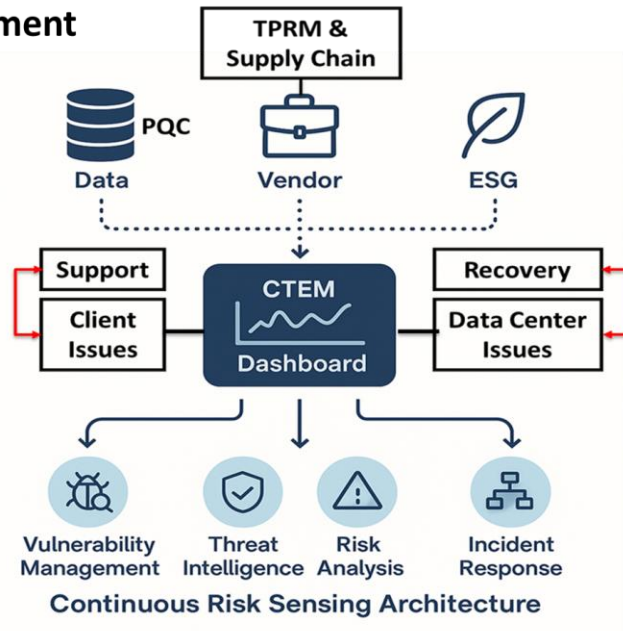 ment
TPRM &
Supply Chain
PQC
Data
Vendor
ESG
Support
Client
Issues
CTEM
Dashboard
Recovery
Data Center
Issues
Vulnerability
Management
Threat
Intelligence
Risk
Analysis
Incident
Response
Continuous Risk Sensing Architecture